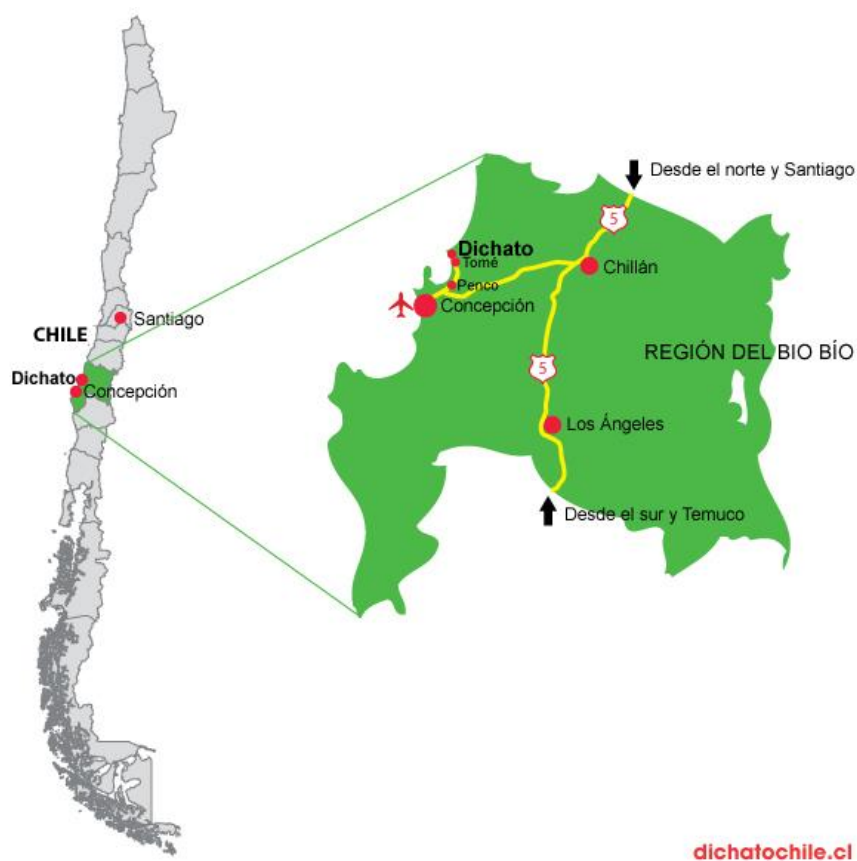 CHILE
Santiago
Dichato
Concepción
Desde el norte y Santiago
5
Dichato
Tomé
Chillán
Penco
Concepción
REGIÓN DEL BIO BÍO
5
Los Ángeles
Desde el sur y Temuco
dichatochile.cl